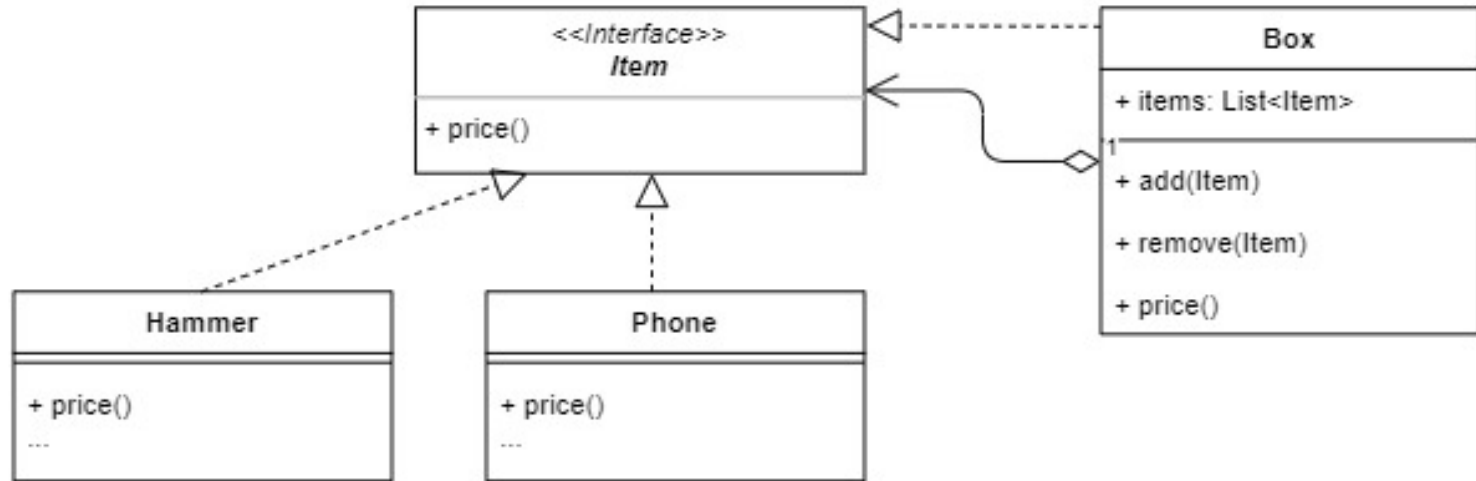 <<Interface>>
Item
+ price()
Box
+ items: List<Item>
1
+ add(Item)
+ remove(Item)
+ price()
Hammer
+ price()
---
Phone
+ price()
---